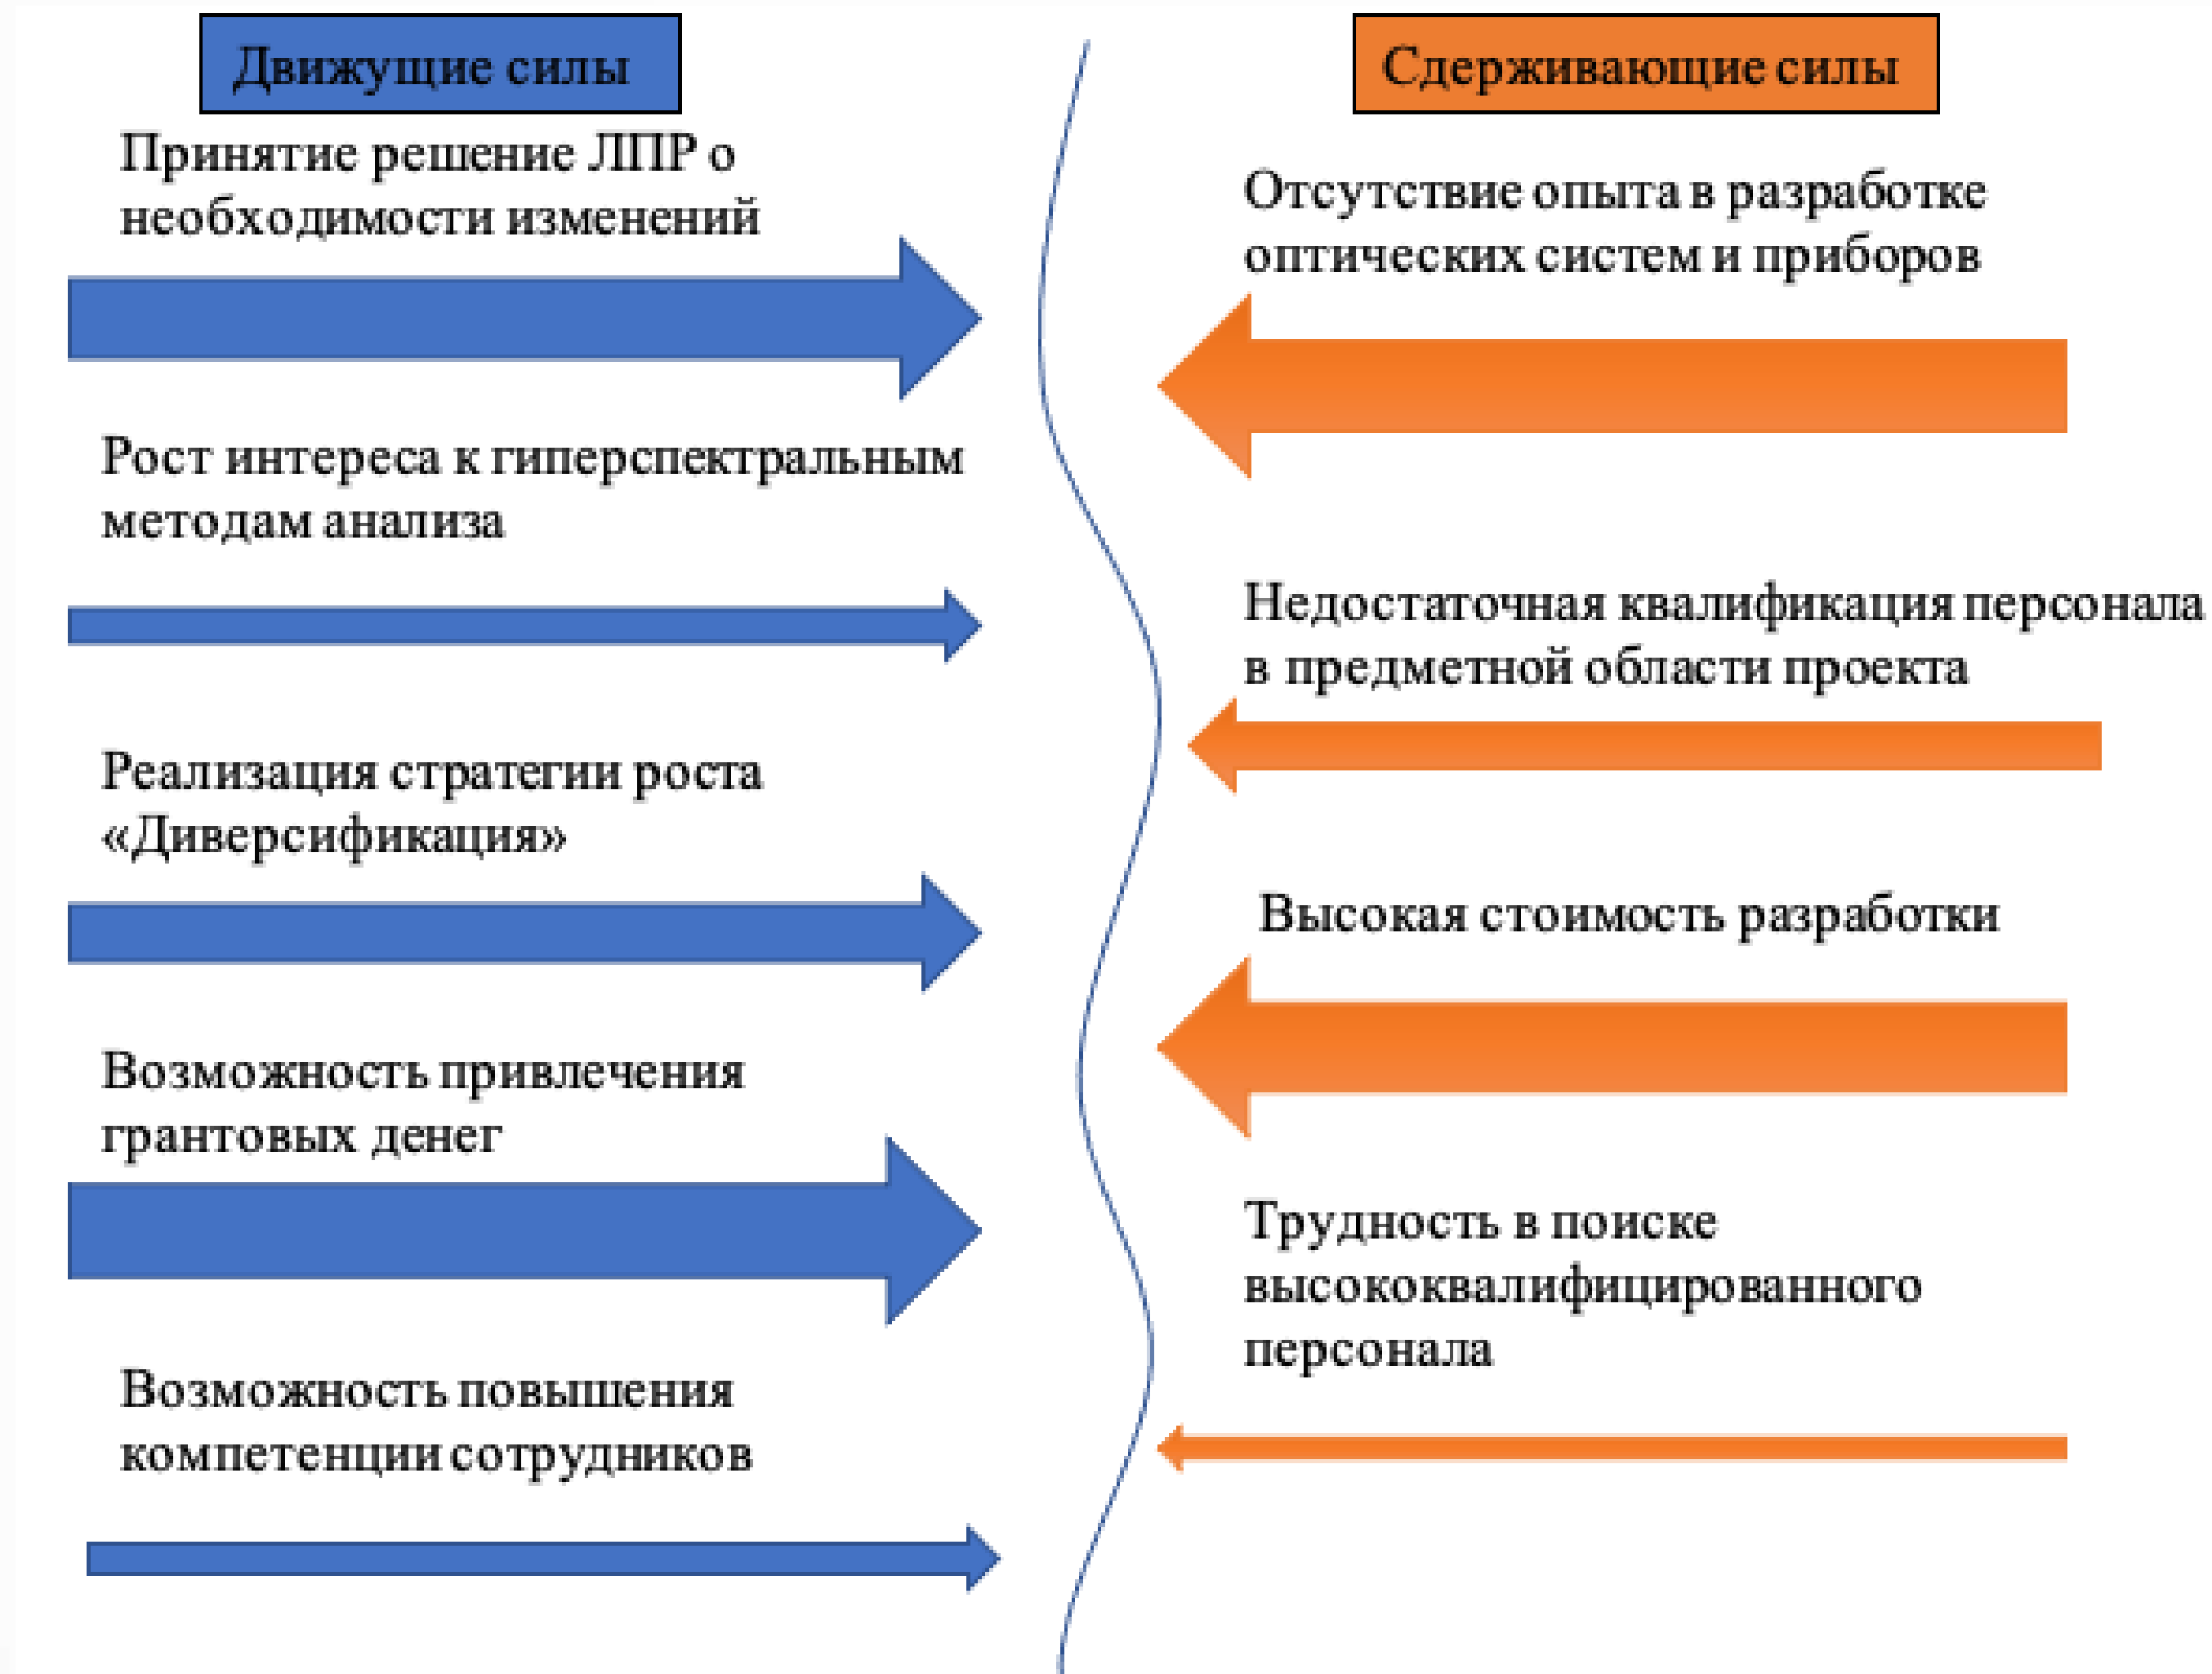 Движущие силы
Принятие решение ЛПР о
необходимости изменений
Рост интереса к гиперспектральным
методам анализа
Реализация стратегии роста
«Диверсификация»
Возможность привлечения
грантовых денег
Возможность повышения
компетенции сотрудников
Сдерживающие силы
Отсутствие опыта в разработке
оптических систем и приборов
Недостаточная квалификация персонала
в предметной области проекта
Высокая стоимость разработки
Трудность в поиске
высококвалифицированного
персонала